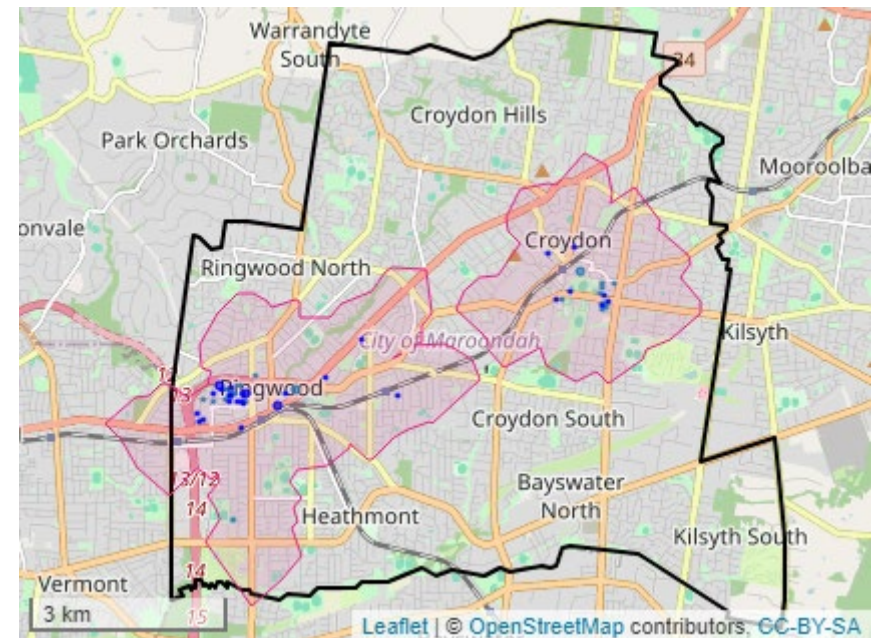 Warrandyte
South
34
Croydon Hills
Park Orchards
Mooroolba
onvale
Croydon
Ringwood North
City of Maroondah
Kilsyth
13
Ringwood
Croydon South
13/12
14
Bayswater
North
Heathmont
Kilsyth South
14
Vermont
3 km
15
Leaflet | © OpenStreetMap contributors, CC-BY-SA